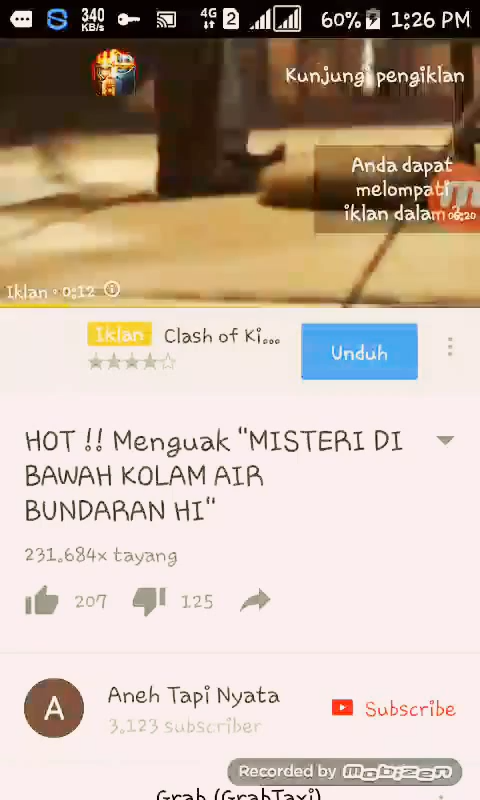 340 KB/s 4G 2 60% 1:26 PM
Kunjungi pengiklan
Anda dapat
melompati
iklan dalam
06:20
Iklan • 0:12
Iklan Clash of Ki...
Unduh
HOT !! Menguak "MISTERI DI
BAWAH KOLAM AIR
BUNDARAN HI"
231.684x tayang
207 125
A
Aneh Tapi Nyata
3.123 subscriber
Subscribe
Recorded by mobizen
Grab (GrabTaxi)